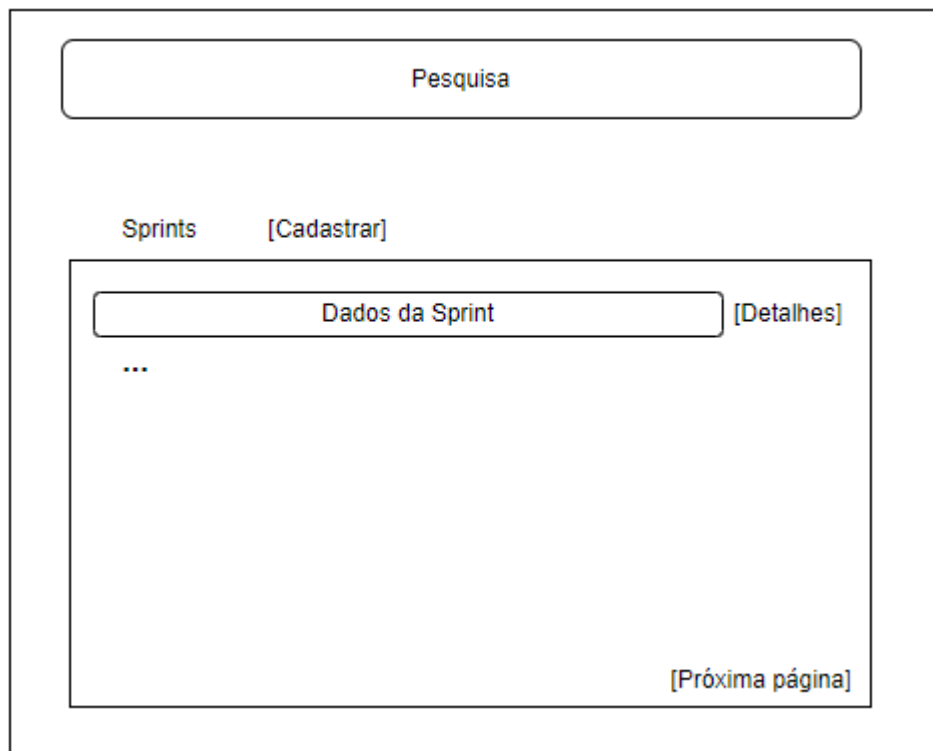 Pesquisa
Sprints [Cadastrar]
Dados da Sprint [Detalhes]
...
[Próxima página]